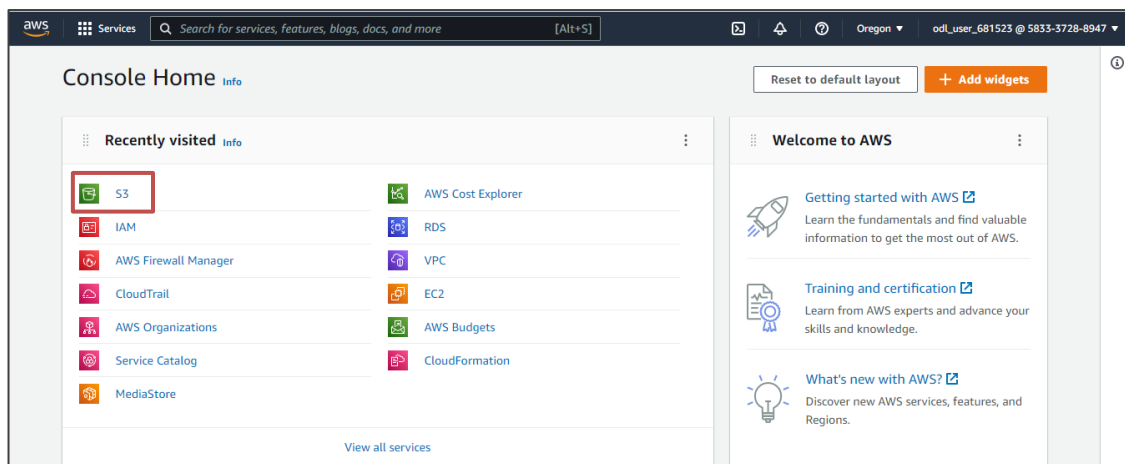 aws
Services
Search for services, features, blogs, docs, and more
[Alt+S]
Oregon ▼
odl_user_681523 @ 5833-3728-8947 ▼
Console Home Info
Reset to default layout
+ Add widgets
Recently visited Info
S3
IAM
AWS Firewall Manager
CloudTrail
AWS Organizations
Service Catalog
MediaStore
AWS Cost Explorer
RDS
VPC
EC2
AWS Budgets
CloudFormation
View all services
Welcome to AWS
Getting started with AWS
Learn the fundamentals and find valuable
information to get the most out of AWS.
Training and certification
Learn from AWS experts and advance your
skills and knowledge.
What's new with AWS?
Discover new AWS services, features, and
Regions.